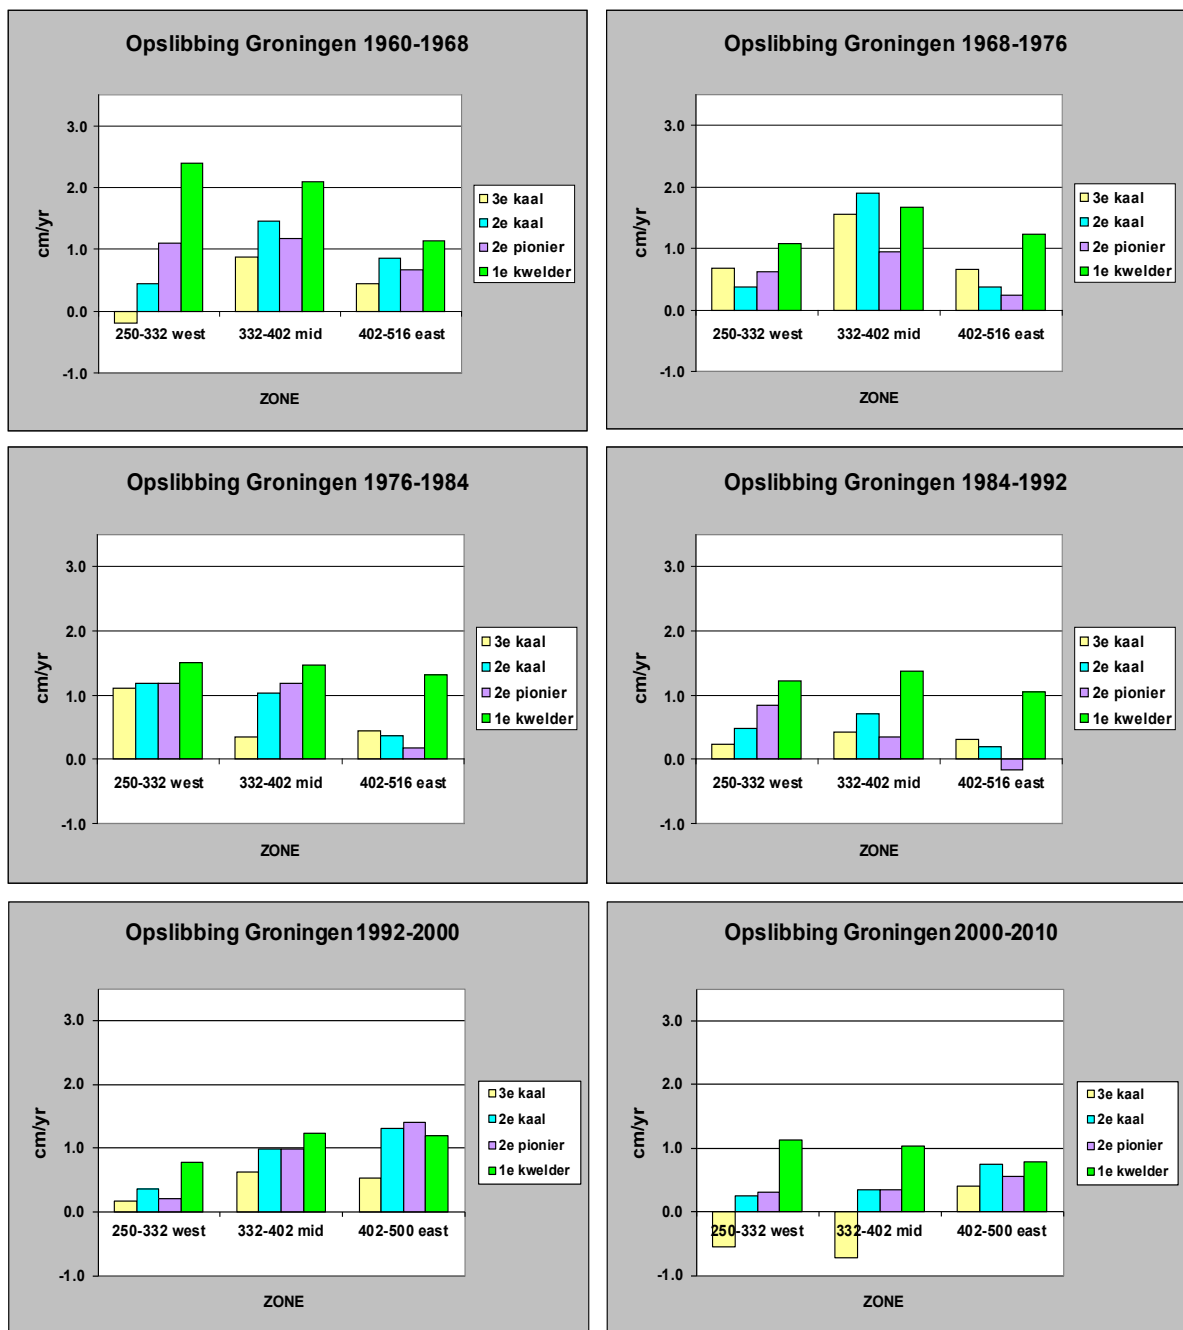 Opslibbing Groningen 1960-1968
3.0
2.0
1.0
0.0
-1.0
cm/yr
250-332 west
332-402 mid
402-516 east
ZONE
3e kaal
2e kaal
2e pionier
1e kwelder
Opslibbing Groningen 1968-1976
3.0
2.0
1.0
0.0
-1.0
cm/yr
250-332 west
332-402 mid
402-516 east
ZONE
3e kaal
2e kaal
2e pionier
1e kwelder
Opslibbing Groningen 1976-1984
3.0
2.0
1.0
0.0
-1.0
cm/yr
250-332 west
332-402 mid
402-516 east
ZONE
3e kaal
2e kaal
2e pionier
1e kwelder
Opslibbing Groningen 1984-1992
3.0
2.0
1.0
0.0
-1.0
cm/yr
250-332 west
332-402 mid
402-516 east
ZONE
3e kaal
2e kaal
2e pionier
1e kwelder
Opslibbing Groningen 1992-2000
3.0
2.0
1.0
0.0
-1.0
cm/yr
250-332 west
332-402 mid
402-500 east
ZONE
3e kaal
2e kaal
2e pionier
1e kwelder
Opslibbing Groningen 2000-2010
3.0
2.0
1.0
0.0
-1.0
cm/yr
250-332 west
332-402 mid
402-500 east
ZONE
3e kaal
2e kaal
2e pionier
1e kwelder